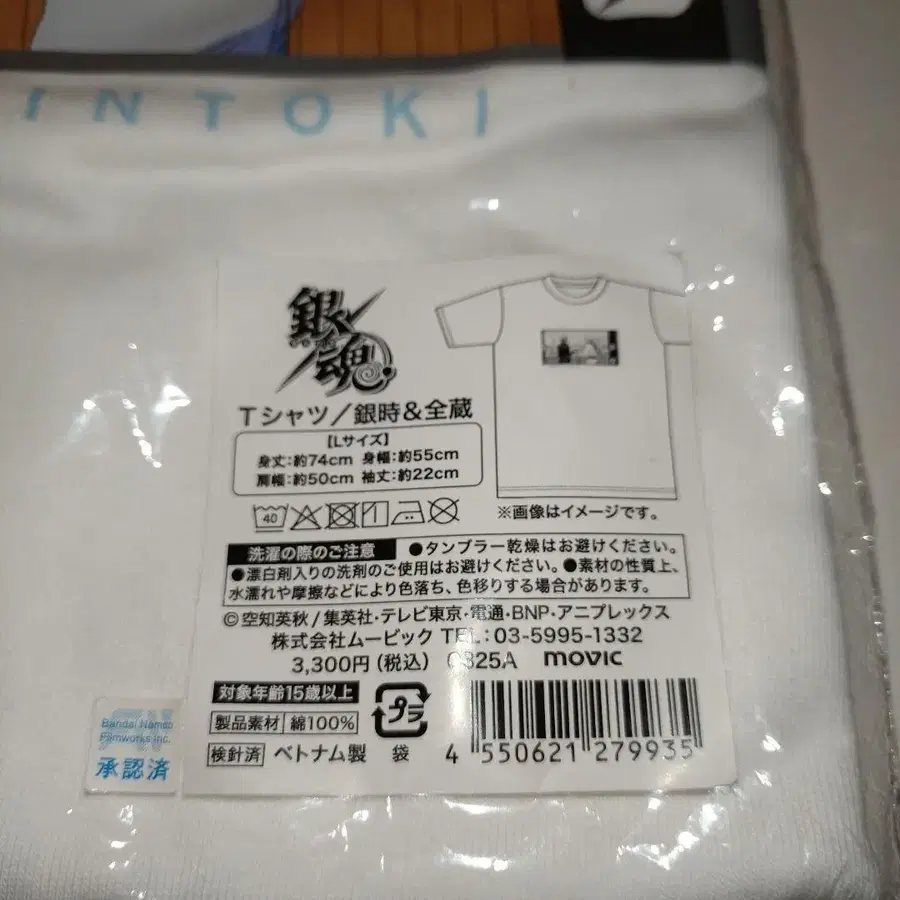 INTOKI
銀魂
Tシャツ/銀時&全蔵
【Lサイズ】
身丈:約74cm 身幅:約55cm
肩幅:約50cm 袖丈:約22cm
40
※画像はイメージです。
洗濯の際のご注意 ●タンブラー乾燥はお避けください。
●漂白剤入りの洗剤のご使用はお避けください。●素材の性質上、
水濡れや摩擦などにより色落ち、色移りする場合があります。
©空知英秋/集英社・テレビ東京・電通・BNP・アニプレックス
株式会社ムービック TEL:03-5995-1332
3,300円(税込) 0825A movic
対象年齢15歳以上
製品素材 綿100%
検針済 ベトナム製
プラ
袋
4 550621 279935
Bandai Namco
Filmworks Inc.
承認済